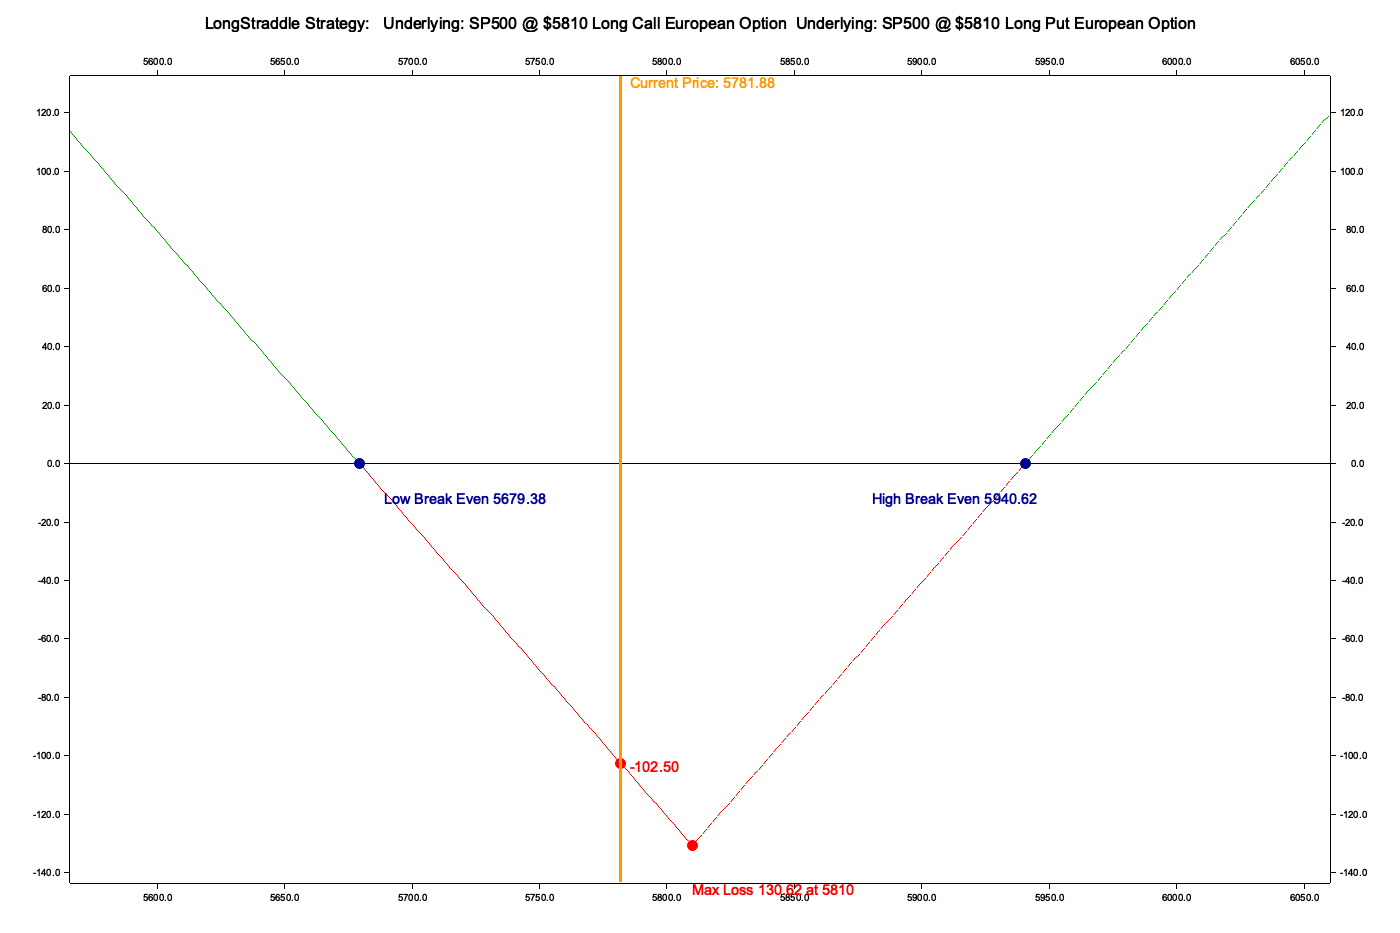 LongStraddle Strategy: Underlying: SP500 @ $5810 Long Call European Option Underlying: SP500 @ $5810 Long Put European Option
5600.0 5650.0 5700.0 5750.0 5800.0 5850.0 5900.0 5950.0 6000.0 6050.0
Current Price: 5781.88
120.0 120.0
100.0 100.0
80.0 80.0
60.0 60.0
40.0 40.0
20.0 20.0
0.0 0.0
Low Break Even 5679.38 High Break Even 5940.62
-20.0 -20.0
-40.0 -40.0
-60.0 -60.0
-80.0 -80.0
-100.0 -100.0
-102.50
-120.0 -120.0
-140.0 -140.0
Max Loss 130.62 at 5810
5600.0 5650.0 5700.0 5750.0 5800.0 5850.0 5900.0 5950.0 6000.0 6050.0